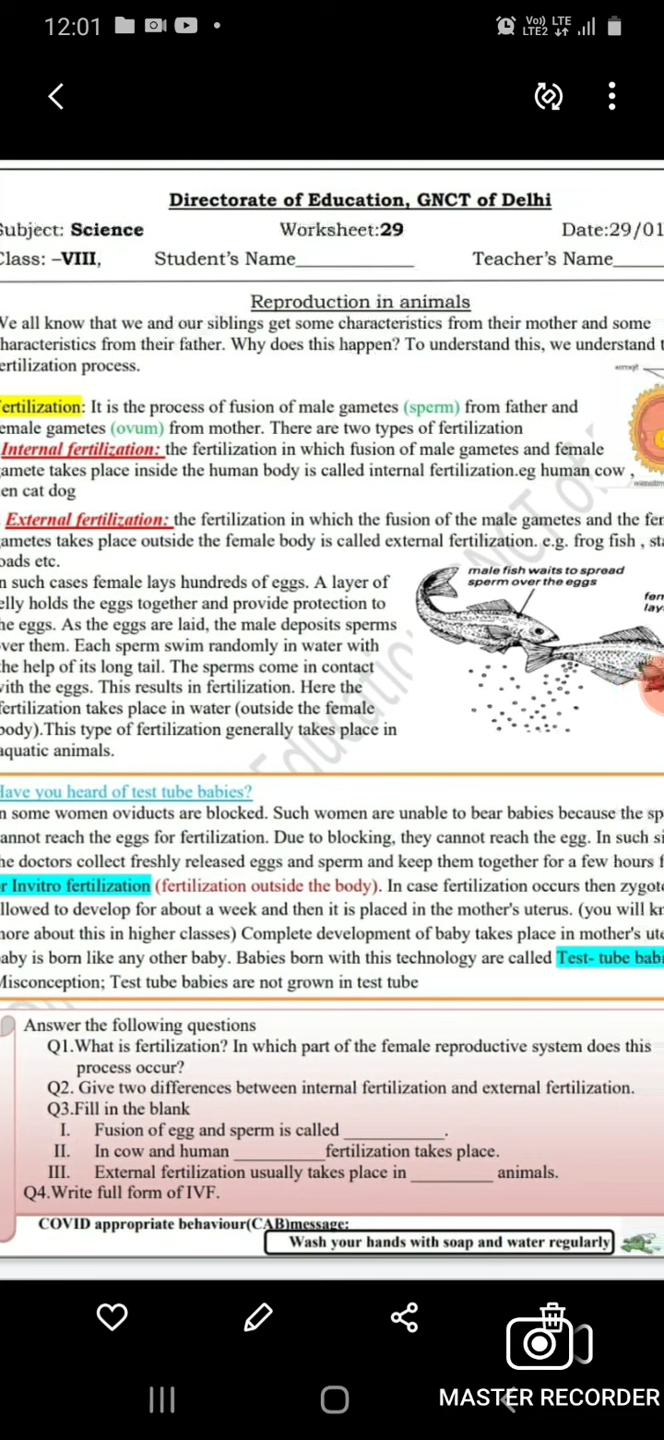 12:01
Vo)) LTE
LTE2
Directorate of Education, GNCT of Delhi
Subject: Science Worksheet:29 Date:29/01
Class: –VIII, Student's Name____________ Teacher's Name______
Reproduction in animals
We all know that we and our siblings get some characteristics from their mother and some
haracteristics from their father. Why does this happen? To understand this, we understand t
ertilization process.
ertilization: It is the process of fusion of male gametes (sperm) from father and
emale gametes (ovum) from mother. There are two types of fertilization
Internal fertilization: the fertilization in which fusion of male gametes and female
amete takes place inside the human body is called internal fertilization.eg human cow ,
en cat dog
External fertilization: the fertilization in which the fusion of the male gametes and the fer
ametes takes place outside the female body is called external fertilization. e.g. frog fish , sta
oads etc.
male fish waits to spread
sperm over the eggs
fem
lay
n such cases female lays hundreds of eggs. A layer of
elly holds the eggs together and provide protection to
he eggs. As the eggs are laid, the male deposits sperms
ver them. Each sperm swim randomly in water with
he help of its long tail. The sperms come in contact
vith the eggs. This results in fertilization. Here the
fertilization takes place in water (outside the female
body).This type of fertilization generally takes place in
aquatic animals.
Have you heard of test tube babies?
n some women oviducts are blocked. Such women are unable to bear babies because the sp
annot reach the eggs for fertilization. Due to blocking, they cannot reach the egg. In such si
he doctors collect freshly released eggs and sperm and keep them together for a few hours f
r Invitro fertilization (fertilization outside the body). In case fertilization occurs then zygote
llowed to develop for about a week and then it is placed in the mother's uterus. (you will kn
nore about this in higher classes) Complete development of baby takes place in mother's ute
aby is born like any other baby. Babies born with this technology are called Test- tube babi
Misconception; Test tube babies are not grown in test tube
Answer the following questions
Q1.What is fertilization? In which part of the female reproductive system does this
process occur?
Q2. Give two differences between internal fertilization and external fertilization.
Q3.Fill in the blank
I. Fusion of egg and sperm is called __________.
II. In cow and human _________fertilization takes place.
III. External fertilization usually takes place in ________ animals.
Q4.Write full form of IVF.
COVID appropriate behaviour(CAB)message:
Wash your hands with soap and water regularly
MASTER RECORDER